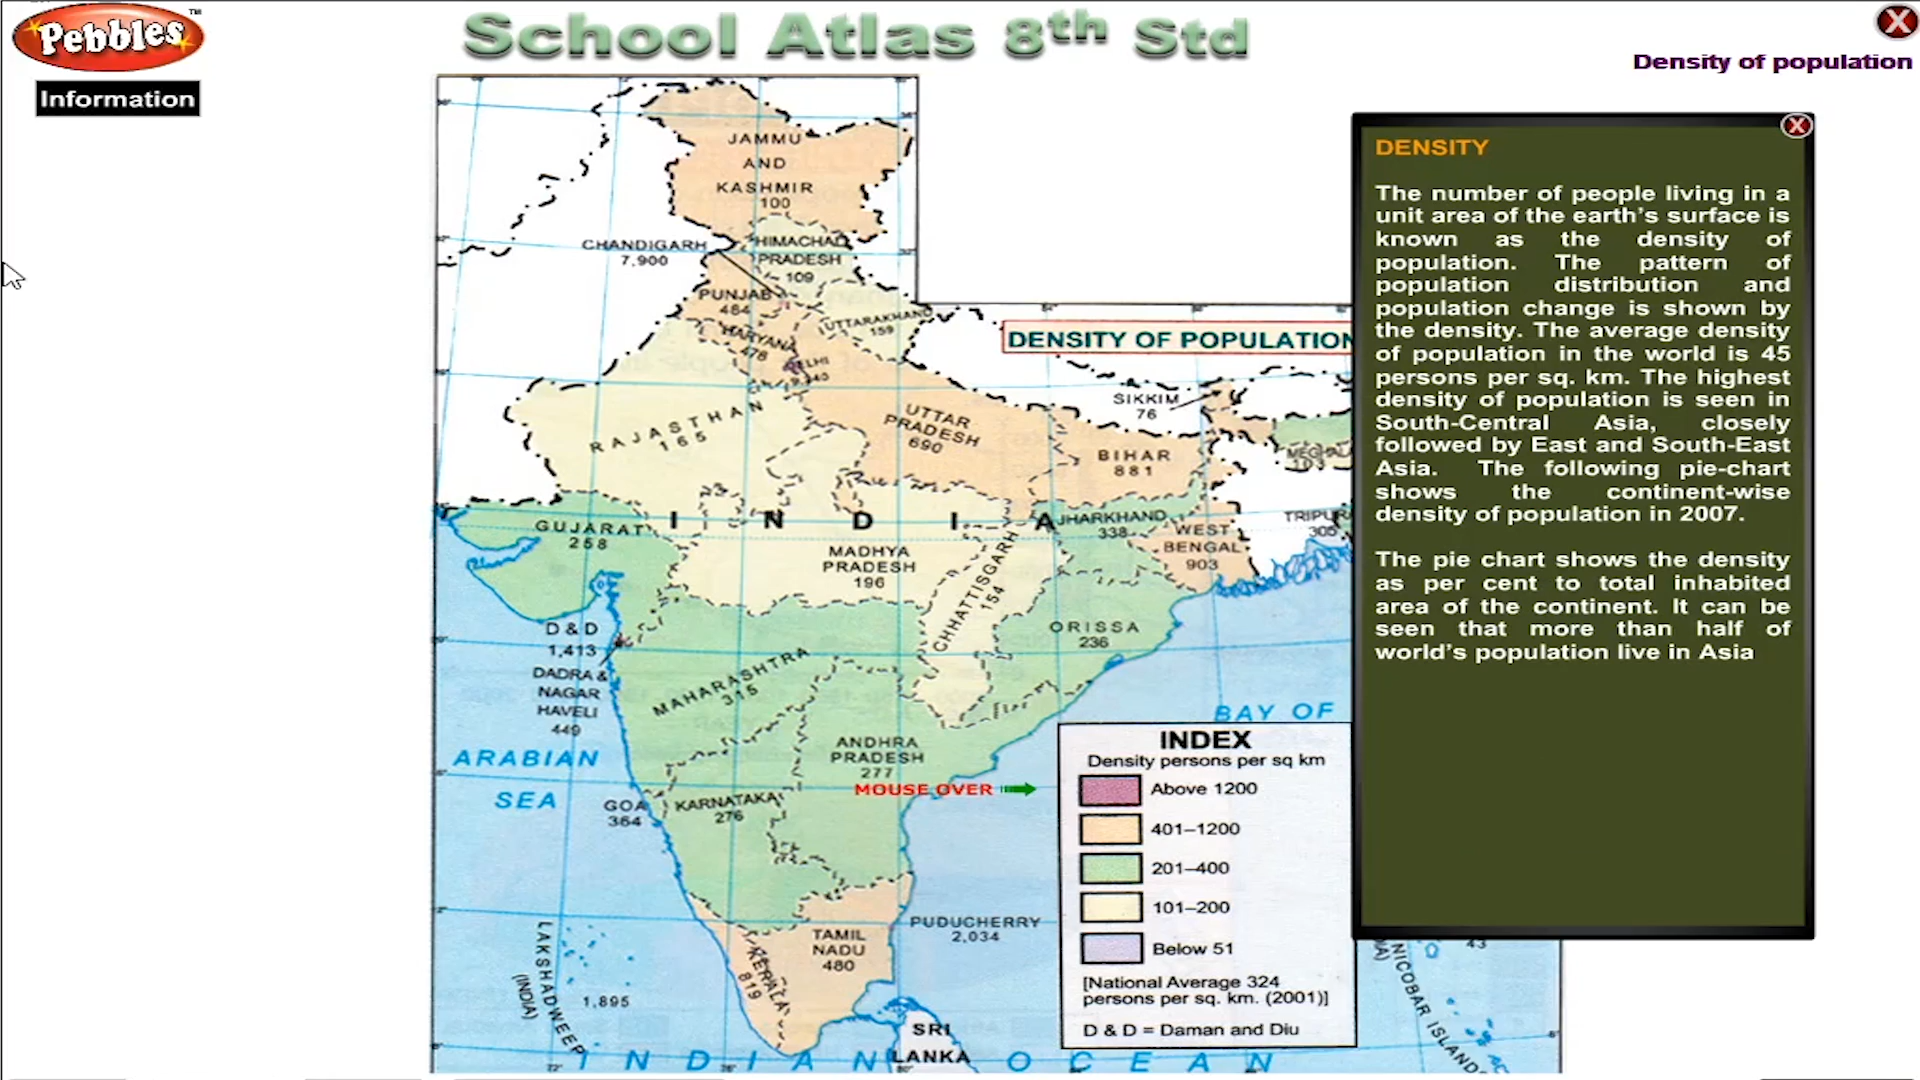 Pebbles
TM
School Atlas 8th Std
Density of population
Information
JAMMU
AND
KASHMIR
100
CHANDIGARH
7,900
HIMACHAL
PRADESH
109
PUNJAB
484
UTTARAKHAND
159
HARYANA
478
DELHI
DENSITY OF POPULATION
SIKKIM
76
RAJASTHAN
165
UTTAR
PRADESH
690
BIHAR
881
103
INDIA
GUJARAT
258
JHARKHAND
338
WEST
BENGAL
903
305
MADHYA
PRADESH
196
CHHATTISGARH
154
ORISSA
236
D & D
1,413
DADRA &
NAGAR
HAVELI
449
MAHARASHTRA
315
ANDHRA
PRADESH
277
BAY OF
ARABIAN
SEA
GOA
364
KARNATAKA
276
MOUSE OVER
PUDUCHERRY
2,034
TAMIL
NADU
480
KERALA
819
LAKSHADWEEP
(INDIA)
1,895
SRI
LANKA
INDIAN OCEAN
INDEX
Density persons per sq km
Above 1200
401–1200
201–400
101–200
Below 51
[National Average 324
persons per sq. km. (2001)]
D & D = Daman and Diu
43
NICOBAR ISLANDS
DENSITY
The number of people living in a
unit area of the earth's surface is
known as the density of
population. The pattern of
population distribution and
population change is shown by
the density. The average density
of population in the world is 45
persons per sq. km. The highest
density of population is seen in
South-Central Asia, closely
followed by East and South-East
Asia. The following pie-chart
shows the continent-wise
density of population in 2007.
The pie chart shows the density
as per cent to total inhabited
area of the continent. It can be
seen that more than half of
world's population live in Asia